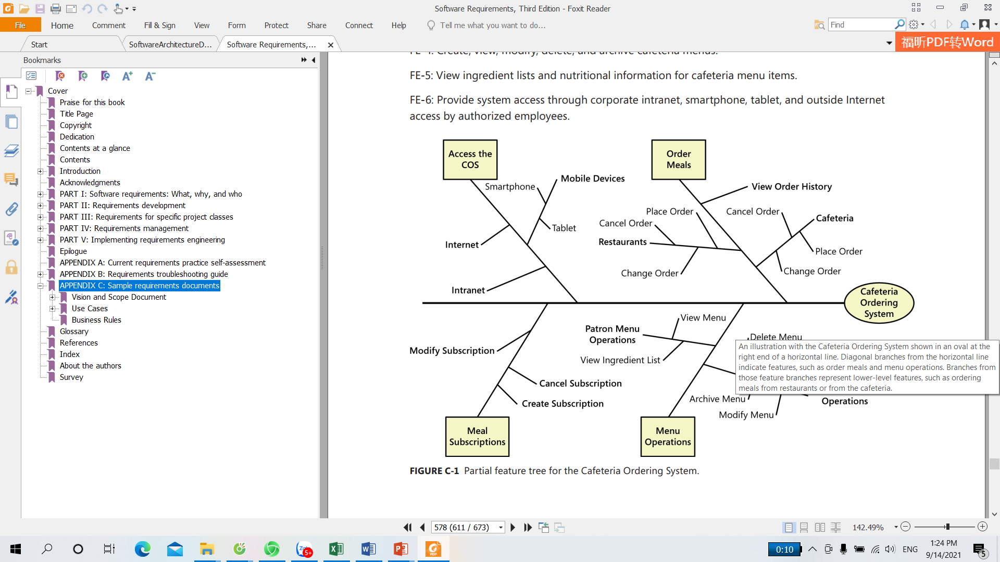 Software Requirements, Third Edition - Foxit Reader
File
Home
Comment
Fill & Sign
View
Form
Protect
Share
Connect
Help
Tell me what you want to do...
Find
Start
SoftwareArchitectureD...
Software Requirements,...
福昕PDF转Word
Bookmarks
Cover
Praise for this book
Title Page
Copyright
Dedication
Contents at a glance
Contents
Introduction
Acknowledgments
PART I: Software requirements: What, why, and who
PART II: Requirements development
PART III: Requirements for specific project classes
PART IV: Requirements management
PART V: Implementing requirements engineering
Epilogue
APPENDIX A: Current requirements practice self-assessment
APPENDIX B: Requirements troubleshooting guide
APPENDIX C: Sample requirements documents
Vision and Scope Document
Use Cases
Business Rules
Glossary
References
Index
About the authors
Survey
FE-4: Create, view, modify, delete, and archive cafeteria menus.
FE-5: View ingredient lists and nutritional information for cafeteria menu items.
FE-6: Provide system access through corporate intranet, smartphone, tablet, and outside Internet
access by authorized employees.
Access the
COS
Order
Meals
Smartphone
Mobile Devices
Tablet
Internet
Intranet
View Order History
Place Order
Cancel Order
Restaurants
Change Order
Cancel Order
Cafeteria
Place Order
Change Order
Cafeteria
Ordering
System
Modify Subscription
Cancel Subscription
Create Subscription
Meal
Subscriptions
View Menu
Patron Menu
Operations
View Ingredient List
Delete Menu
Archive Menu
Modify Menu
Operations
Menu
Operations
An illustration with the Cafeteria Ordering System shown in an oval at the
right end of a horizontal line. Diagonal branches from the horizontal line
indicate features, such as order meals and menu operations. Branches from
those feature branches represent lower-level features, such as ordering
meals from restaurants or from the cafeteria.
FIGURE C-1 Partial feature tree for the Cafeteria Ordering System.
578 (611 / 673)
142.49%
5+
0:10
ENG
1:24 PM
9/14/2021
5